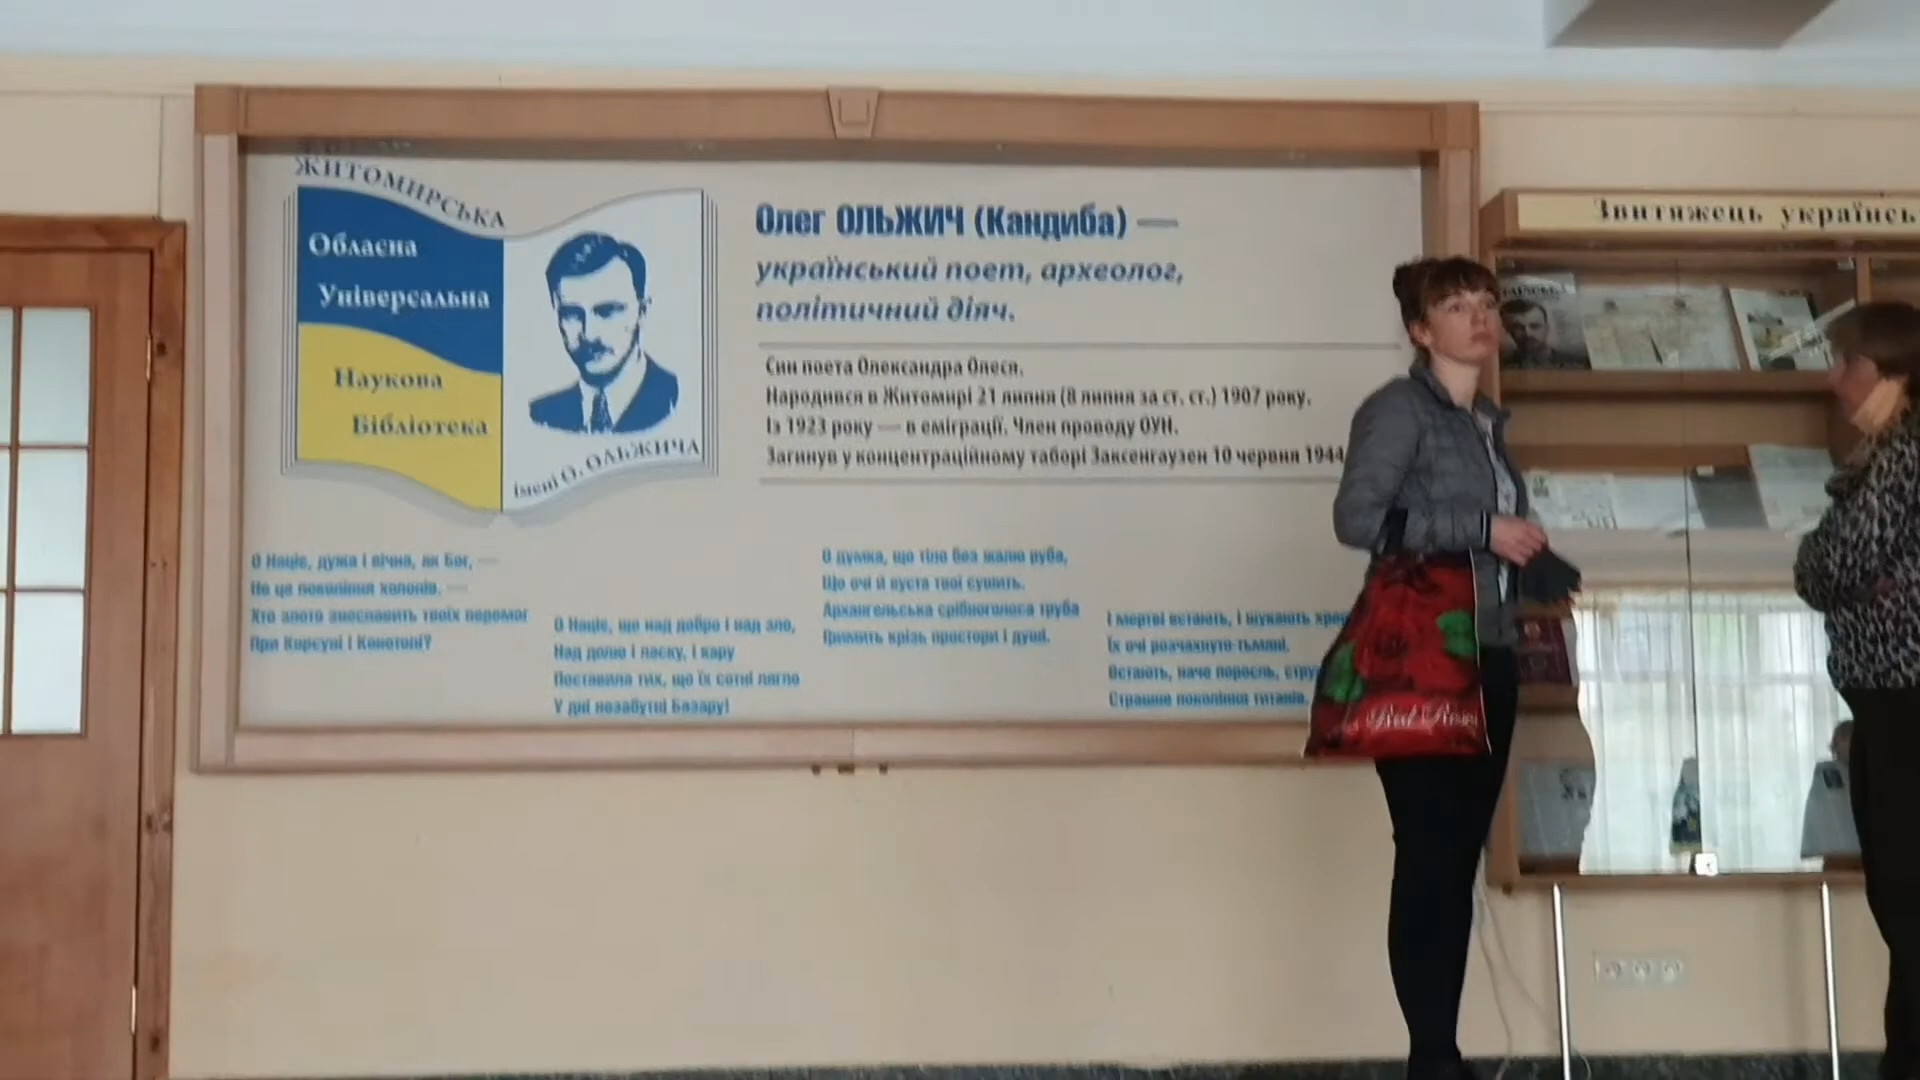 ЖИТОМИРСЬКА
Обласна
Універсальна
Наукова
Бібліотека
імені О. ОЛЬЖИЧА
Олег ОЛЬЖИЧ (Кандиба) —
український поет, археолог,
політичний діяч.
Син поета Олександра Олеся.
Народився в Житомирі 21 липня (8 липня за ст. ст.) 1907 року.
Із 1923 року — в еміграції. Член проводу ОУН.
Загинув у концентраційному таборі Заксенгаузен 10 червня 1944
О Націє, дужа і вічна, як Бог, —
Не це покоління холопів. —
Хто злото знеславить твоїх перемог
При Корсуні і Конотопі?
О Націє, що над добро і над зло,
Над долю і ласку, і кару
Поставила тих, що їх сотні лягло
У дні незабутні Базару!
О думка, що тіло без жалю руба,
Що очі й вуста твої сушить.
Архангельська срібноголоса труба
Гримить крізь простори і душі.
І мертві встають, і шукають
Їх очі розчахнуто-тьмяні,
Встають, наче поросль,
Страшне покоління титанів.
Звитяжець українсь
Red Roses